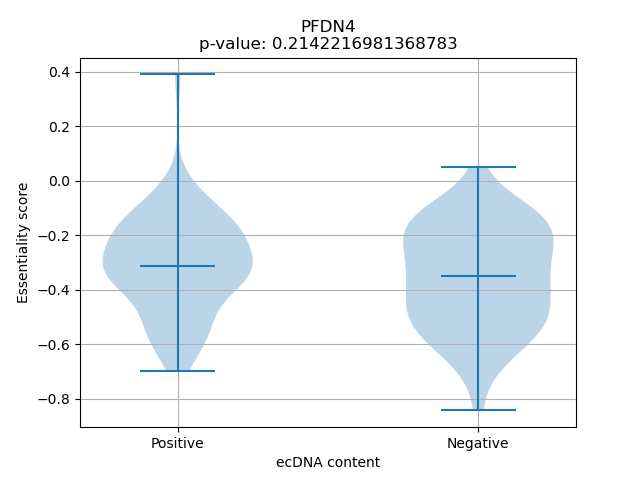 PFDN4
p-value: 0.2142216981368783
0.4
0.2
0.0
−0.2
−0.4
−0.6
−0.8
Essentiality score
Positive
Negative
ecDNA content